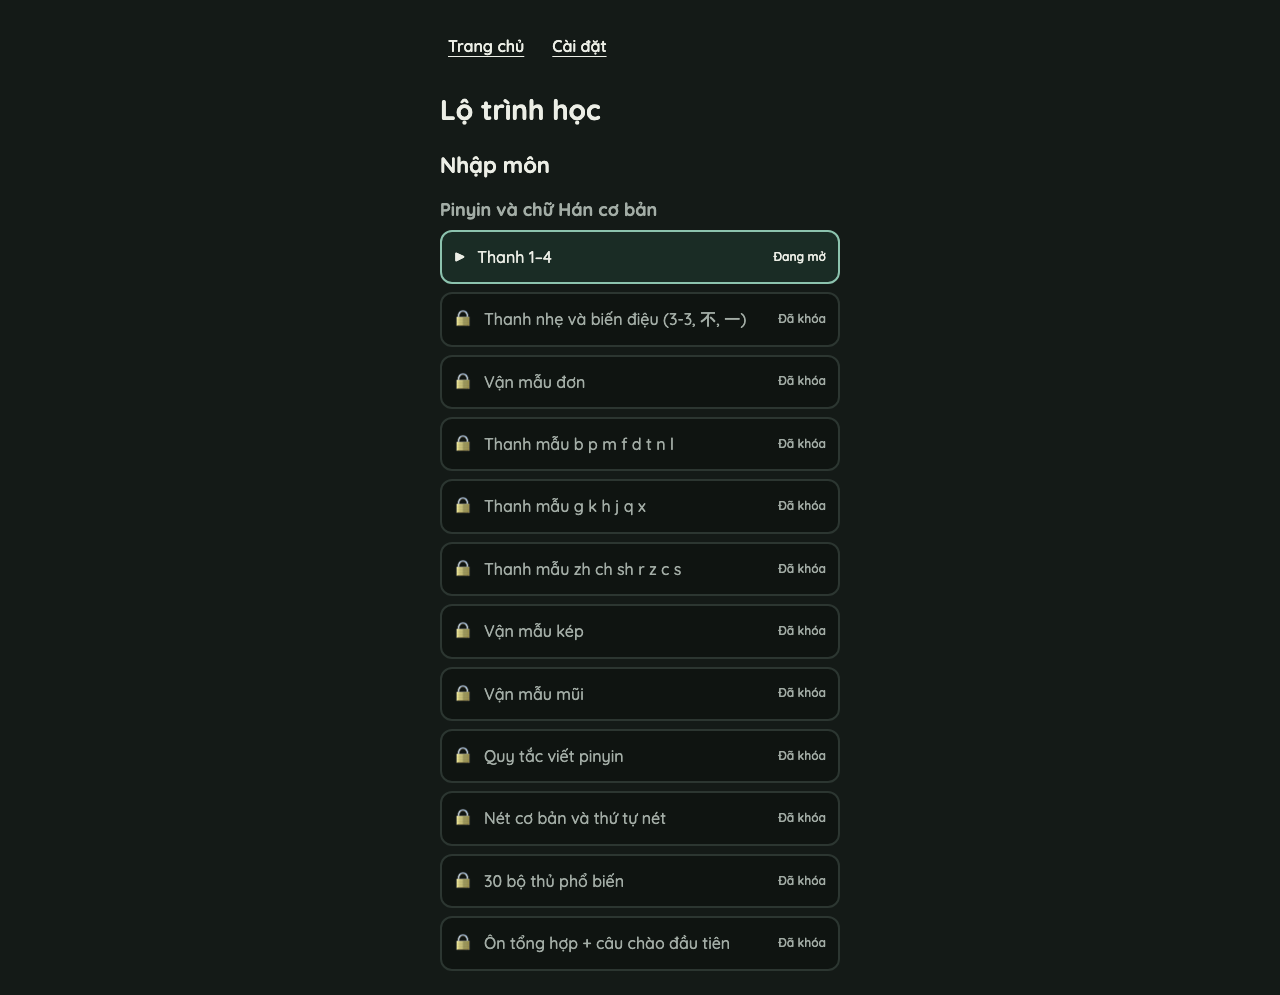 Trang chủ Cài đặt
Lộ trình học
Nhập môn
Pinyin và chữ Hán cơ bản
Thanh 1–4 Đang mở
Thanh nhẹ và biến điệu (3-3, 不, 一) Đã khóa
Vận mẫu đơn Đã khóa
Thanh mẫu b p m f d t n l Đã khóa
Thanh mẫu g k h j q x Đã khóa
Thanh mẫu zh ch sh r z c s Đã khóa
Vận mẫu kép Đã khóa
Vận mẫu mũi Đã khóa
Quy tắc viết pinyin Đã khóa
Nét cơ bản và thứ tự nét Đã khóa
30 bộ thủ phổ biến Đã khóa
Ôn tổng hợp + câu chào đầu tiên Đã khóa